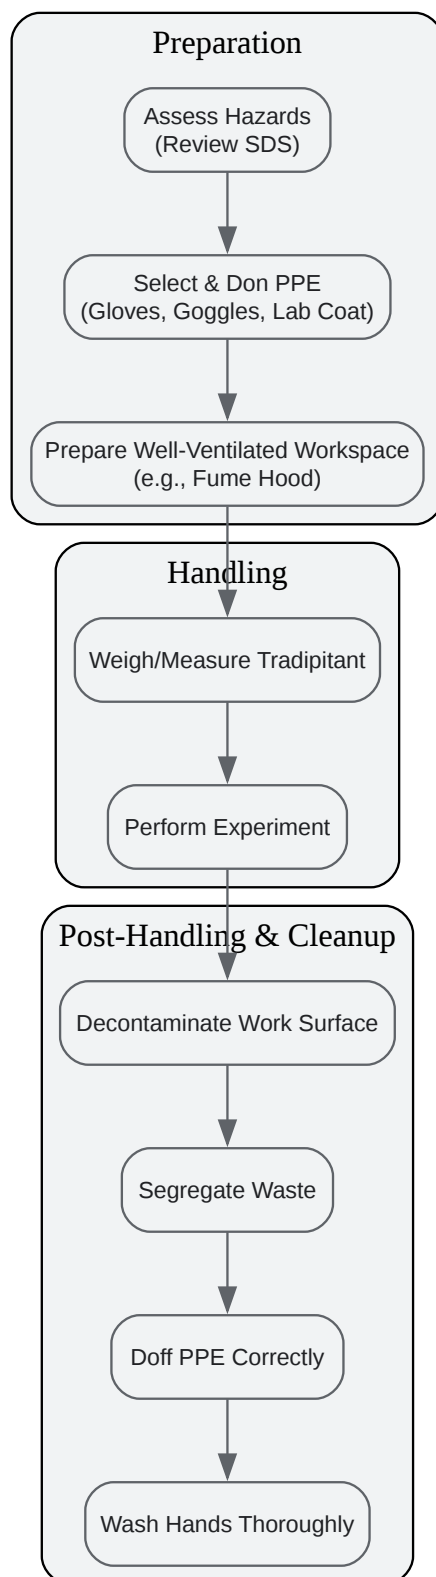 Preparation
Assess Hazards
(Review SDS)
Select & Don PPE
(Gloves, Goggles, Lab Coat)
Prepare Well-Ventilated Workspace
(e.g., Fume Hood)
Handling
Weigh/Measure Tradipitant
Perform Experiment
Post-Handling & Cleanup
Decontaminate Work Surface
Segregate Waste
Doff PPE Correctly
Wash Hands Thoroughly